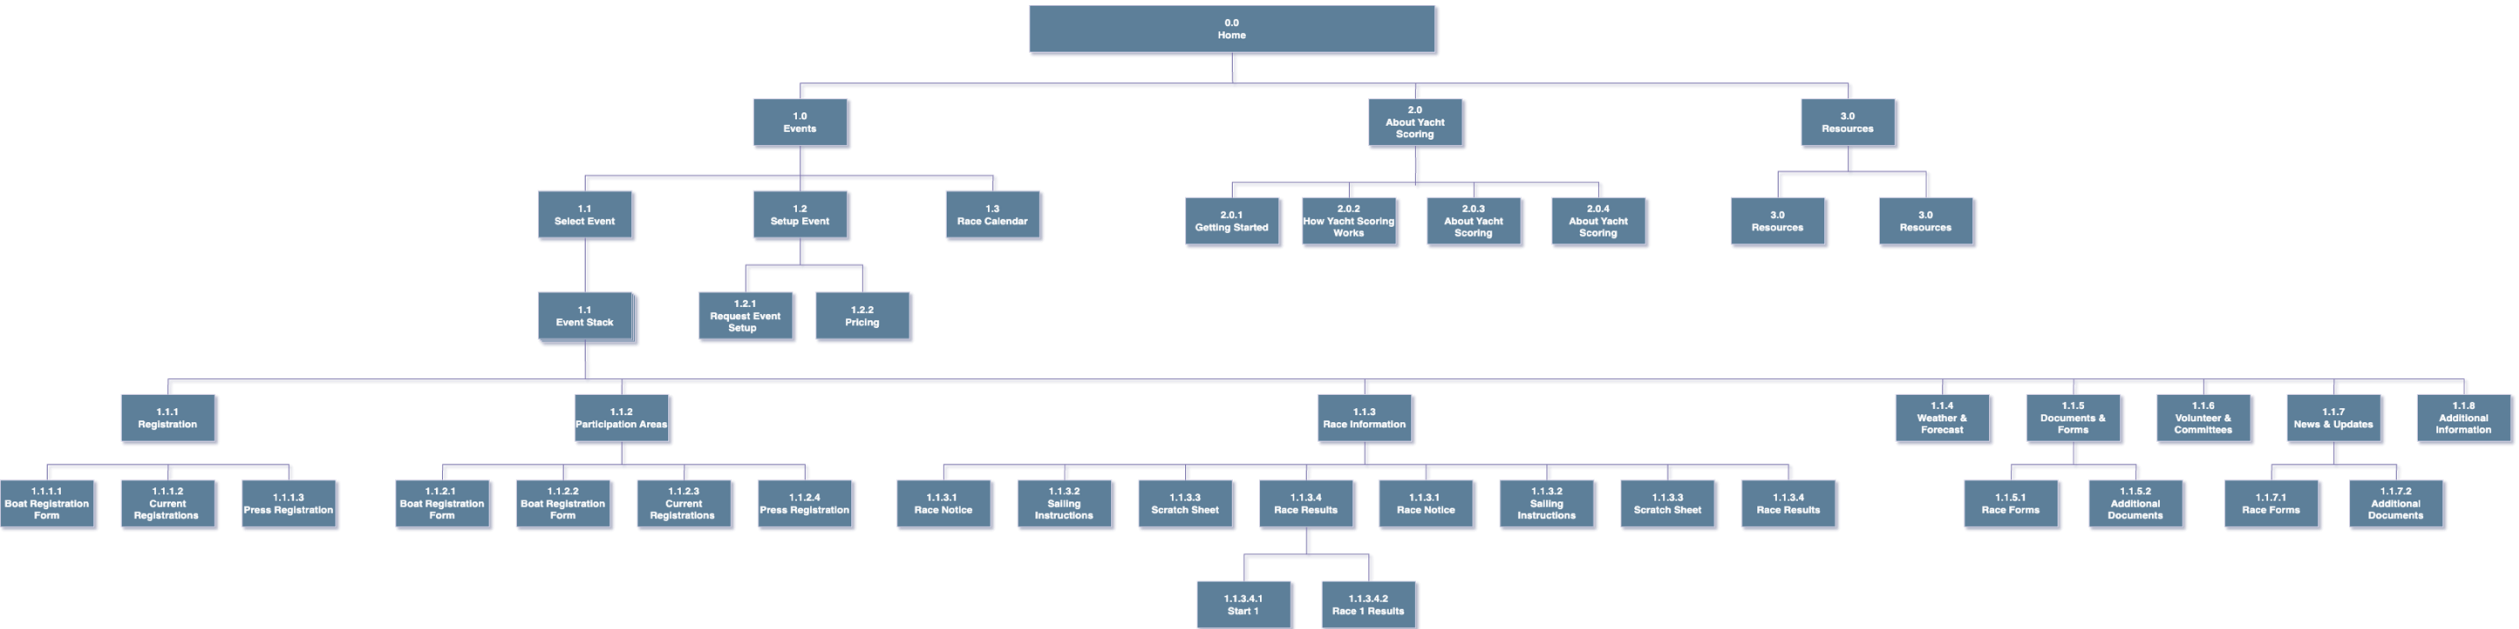 0.0
Home
1.0
Events
2.0
About Yacht
Scoring
3.0
Resources
1.1
Select Event
1.2
Setup Event
1.3
Race Calendar
2.0.1
Getting Started
2.0.2
How Yacht Scoring
Works
2.0.3
About Yacht
Scoring
2.0.4
About Yacht
Scoring
3.0
Resources
3.0
Resources
1.1
Event Stack
1.2.1
Request Event
Setup
1.2.2
Pricing
1.1.1
Registration
1.1.2
Participation Areas
1.1.3
Race Information
1.1.4
Weather &
Forecast
1.1.5
Documents &
Forms
1.1.6
Volunteer &
Committees
1.1.7
News & Updates
1.1.8
Additional
Information
1.1.1.1
Boat Registration
Form
1.1.1.2
Current
Registrations
1.1.1.3
Press Registration
1.1.2.1
Boat Registration
Form
1.1.2.2
Boat Registration
Form
1.1.2.3
Current
Registrations
1.1.2.4
Press Registration
1.1.3.1
Race Notice
1.1.3.2
Sailing
Instructions
1.1.3.3
Scratch Sheet
1.1.3.4
Race Results
1.1.3.1
Race Notice
1.1.3.2
Sailing
Instructions
1.1.3.3
Scratch Sheet
1.1.3.4
Race Results
1.1.5.1
Race Forms
1.1.5.2
Additional
Documents
1.1.7.1
Race Forms
1.1.7.2
Additional
Documents
1.1.3.4.1
Start 1
1.1.3.4.2
Race 1 Results